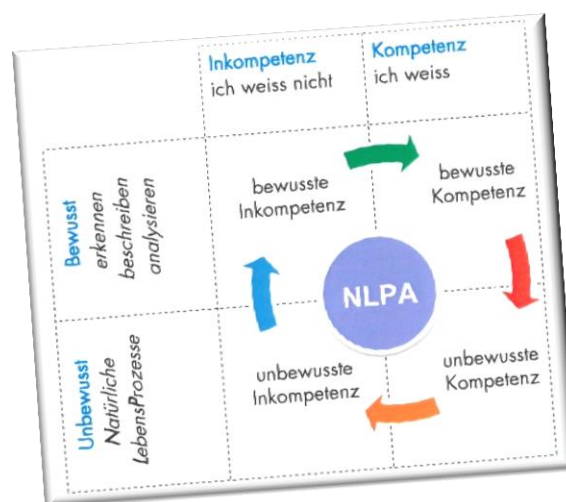 Inkompetenz
ich weiss nicht
Kompetenz
ich weiss
Bewusst
erkennen
beschreiben
analysieren
bewusste
Inkompetenz
bewusste
Kompetenz
NLPA
Unbewusst
Natürliche
LebensProzesse
unbewusste
Inkompetenz
unbewusste
Kompetenz